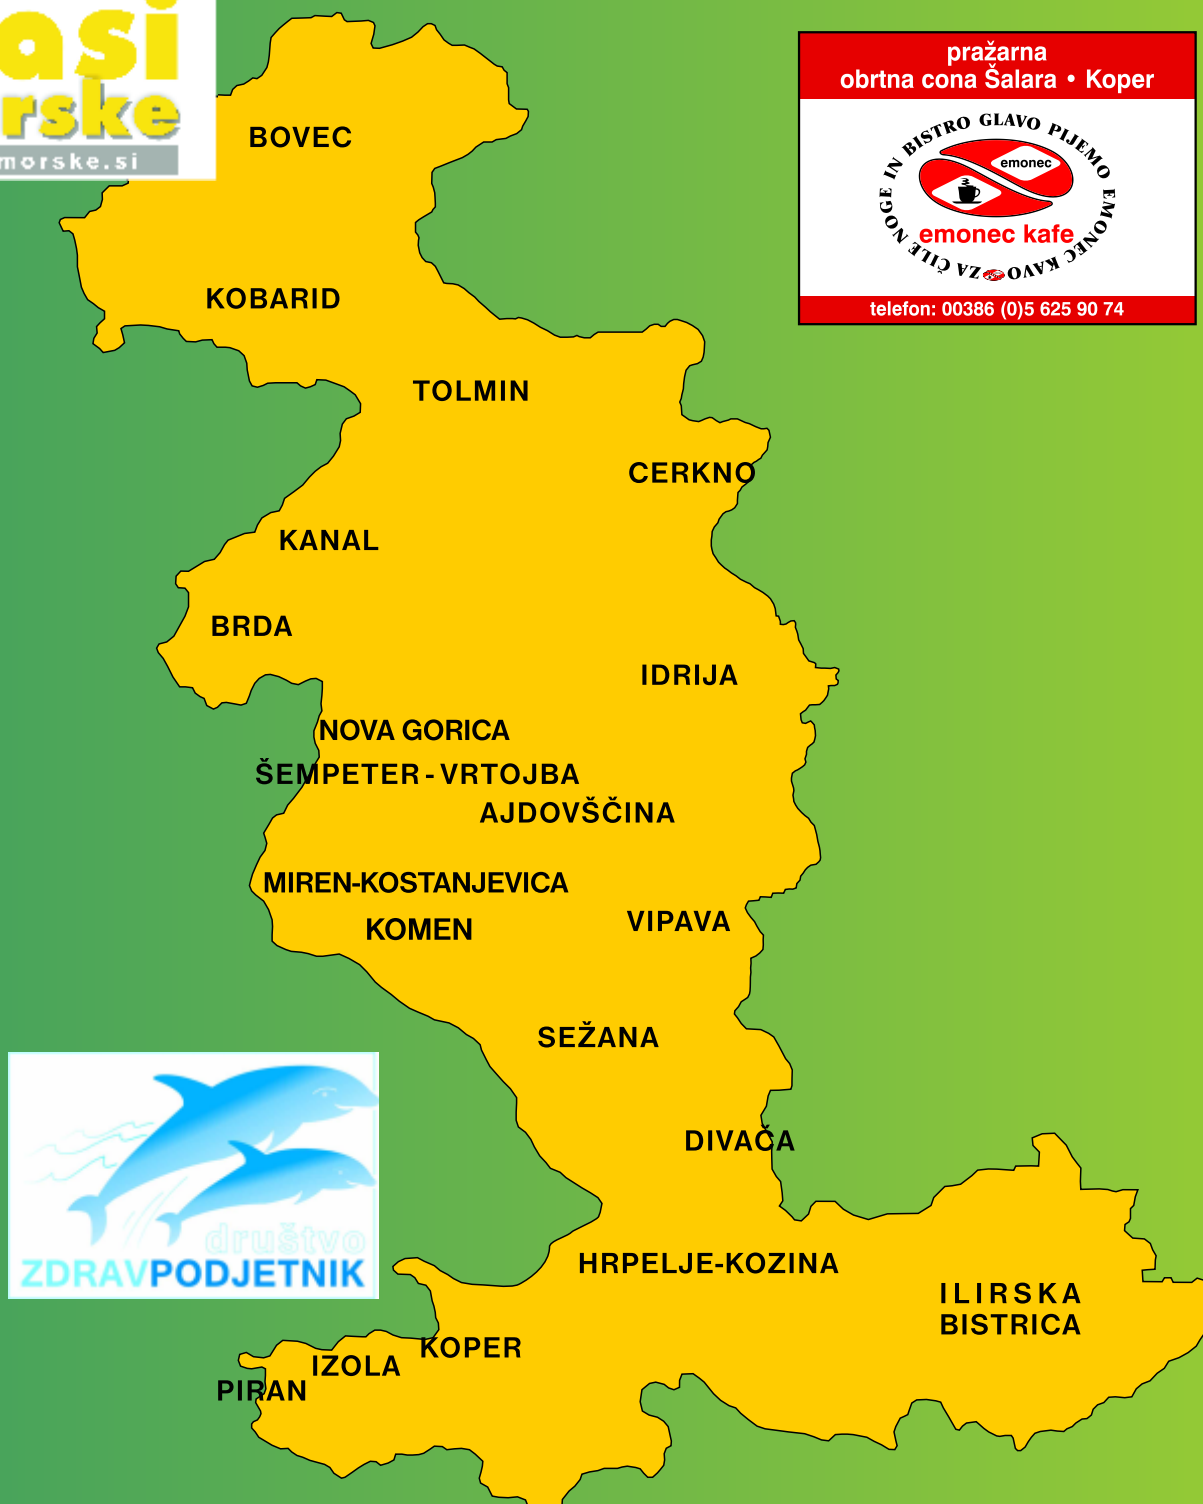 asi
rske
morske.si
pražarna
obrtna cona Šalara • Koper
ZA ČILE NOGE IN BISTRO GLAVO PIJEMO EMONEC KAVO
emonec
emonec kafe
telefon: 00386 (0)5 625 90 74
BOVEC
KOBARID
TOLMIN
CERKNO
KANAL
BRDA
IDRIJA
NOVA GORICA
ŠEMPETER - VRTOJBA
AJDOVŠČINA
MIREN-KOSTANJEVICA
KOMEN
VIPAVA
SEŽANA
DIVAČA
HRPELJE-KOZINA
ILIRSKA
BISTRICA
KOPER
IZOLA
PIRAN
društvo
ZDRAVPODJETNIK